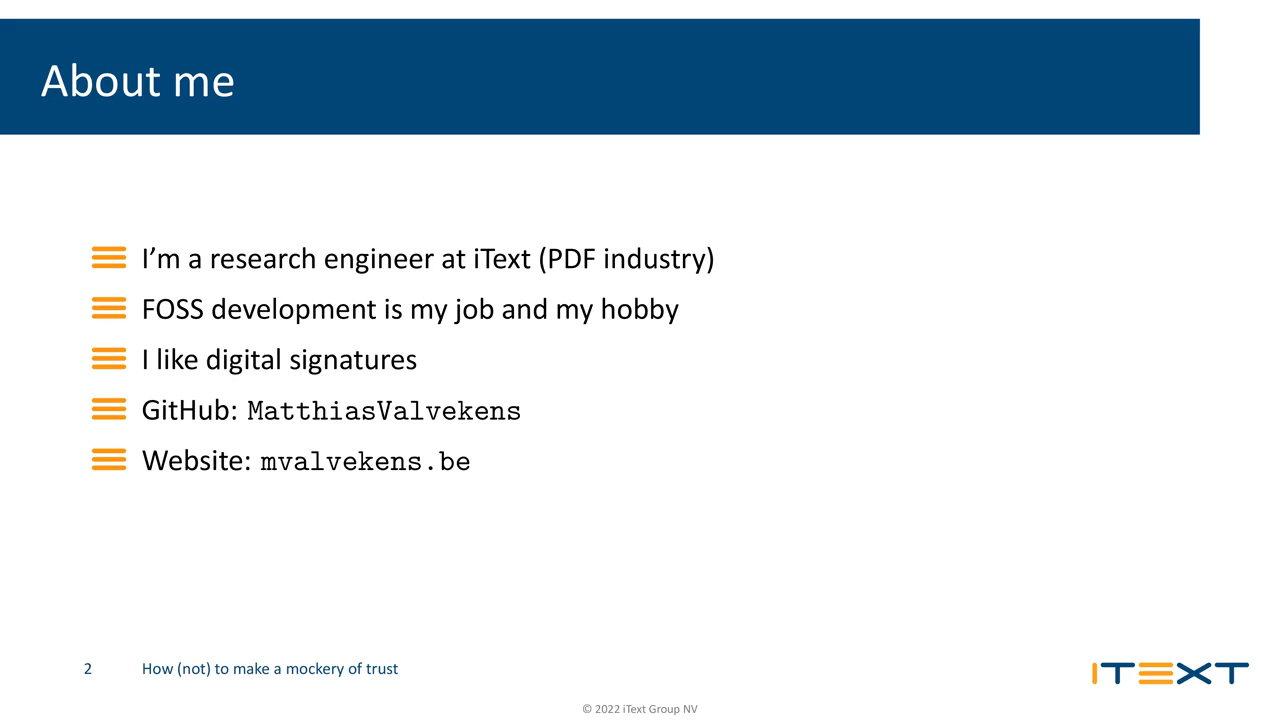 About me
I’m a research engineer at iText (PDF industry)
FOSS development is my job and my hobby
I like digital signatures
GitHub: MatthiasValvekens
Website: mvalvekens.be
2 How (not) to make a mockery of trust
ITEXT
© 2022 iText Group NV